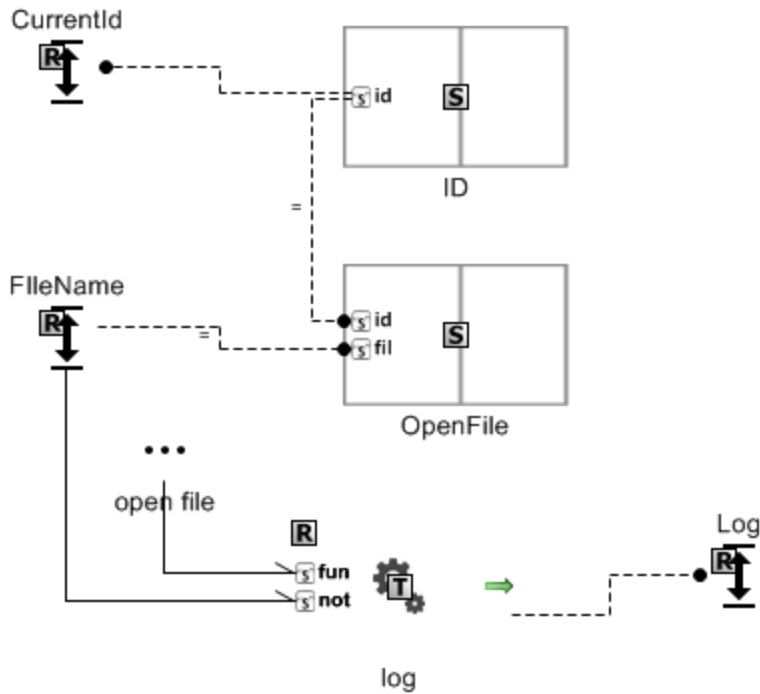 CurrentId
R
s id
S
ID
=
FIleName
R
=
s id
s fil
S
OpenFile
open file
R
s fun
s not
T
log
Log
R